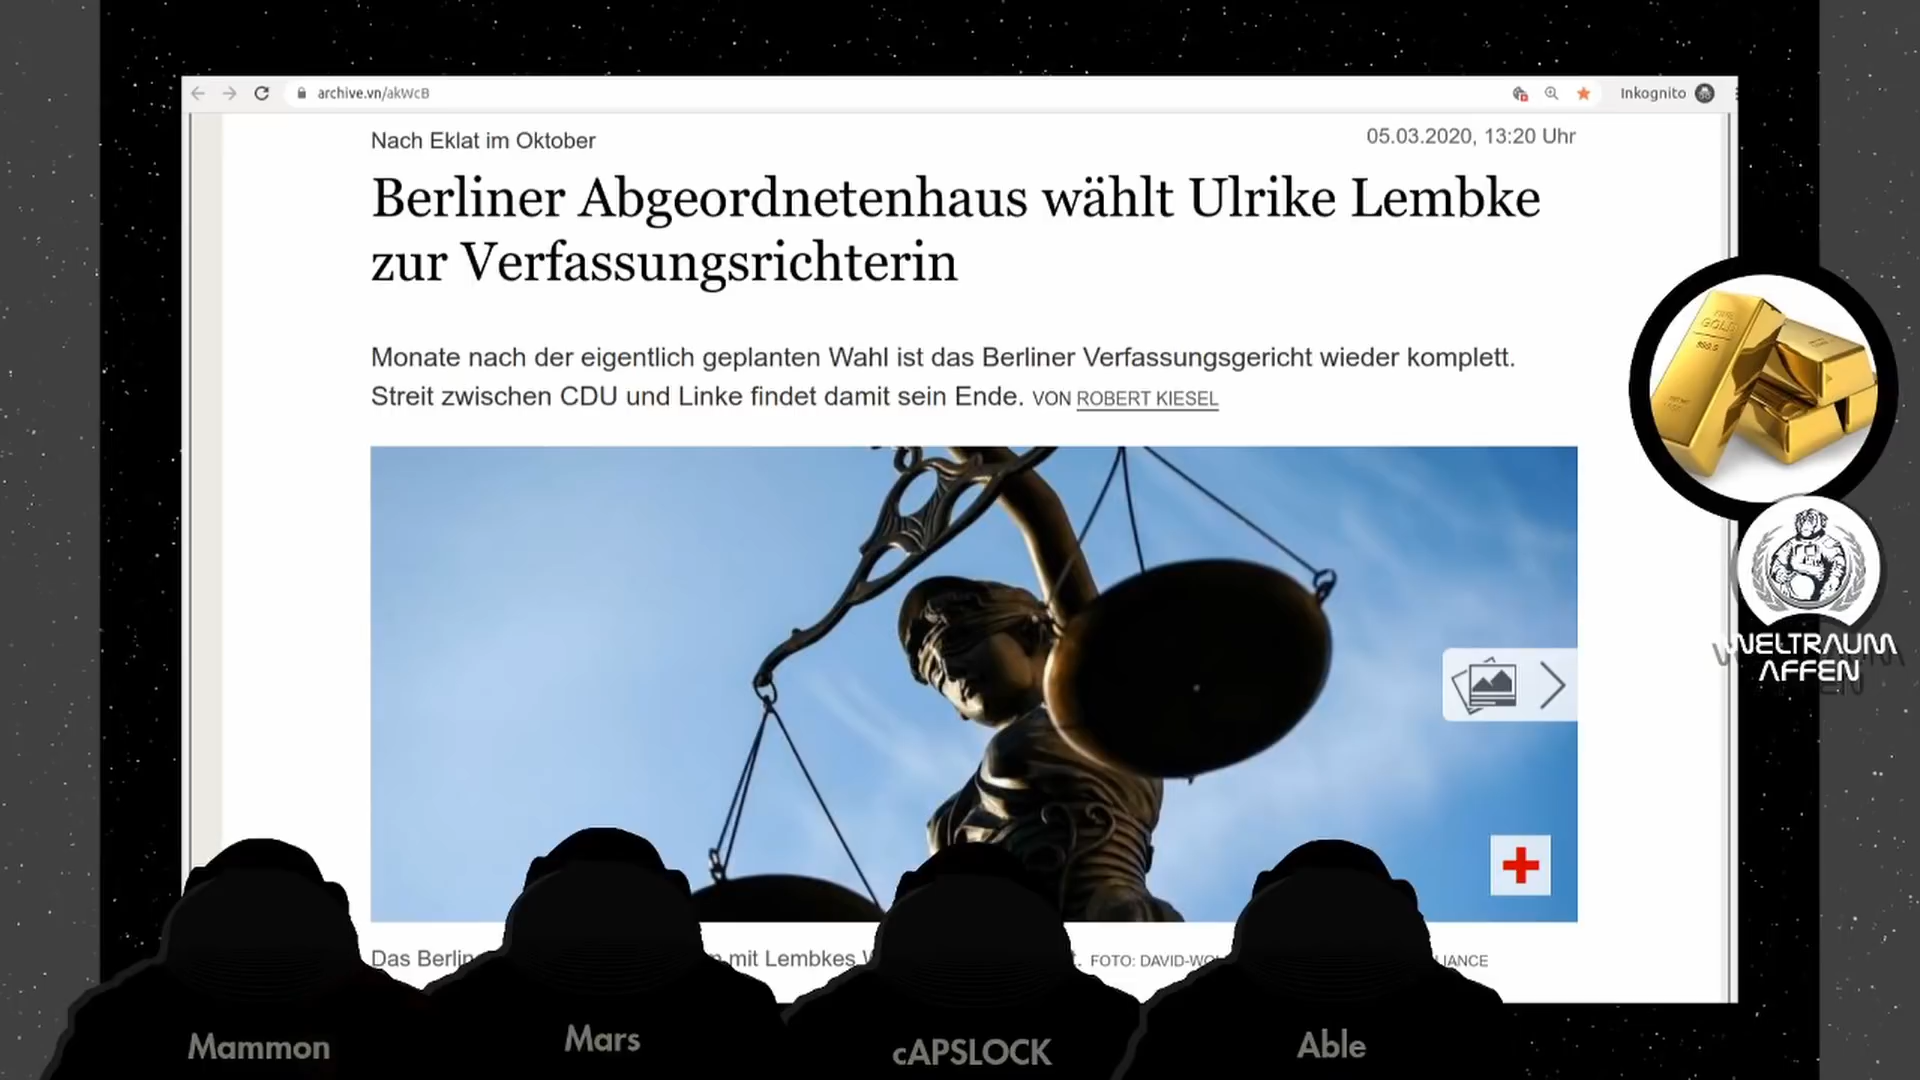 archive.vn/akWcB
Inkognito
Nach Eklat im Oktober
05.03.2020, 13:20 Uhr
Berliner Abgeordnetenhaus wählt Ulrike Lembke
zur Verfassungsrichterin
Monate nach der eigentlich geplanten Wahl ist das Berliner Verfassungsgericht wieder komplett.
Streit zwischen CDU und Linke findet damit sein Ende. VON ROBERT KIESEL
GOLD
WELTRAUM
AFFEN
Das mit Lembkes FOTO:
Mammon
Mars
cAPSLOCK
Able